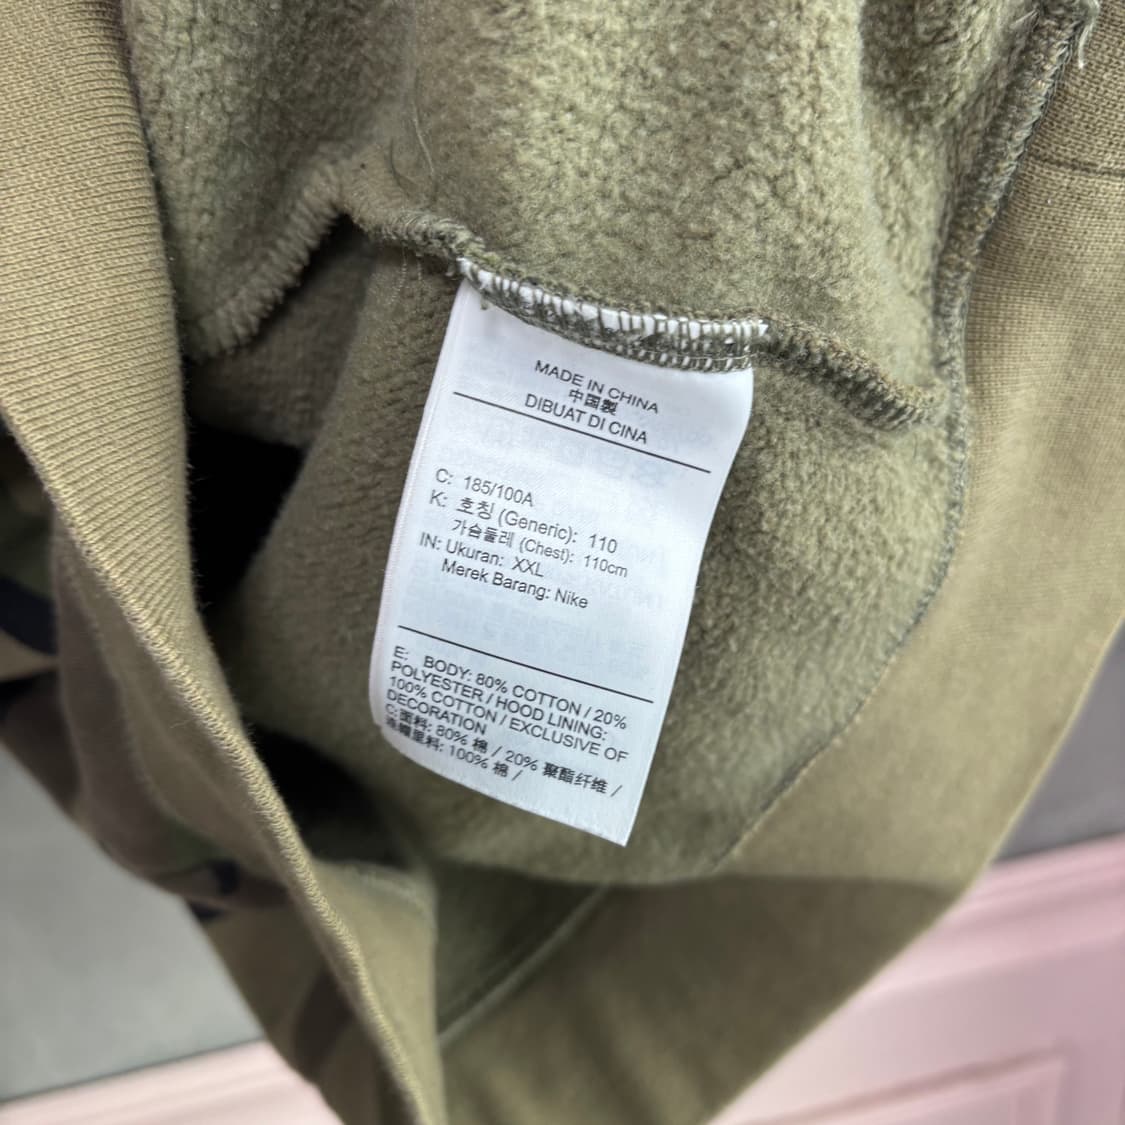 MADE IN CHINA
中国製
DIBUAT DI CINA
C: 185/100A
K: 호칭 (Generic): 110
가슴둘레 (Chest): 110cm
IN: Ukuran: XXL
Merek Barang: Nike
E: BODY: 80% COTTON / 20%
POLYESTER / HOOD LINING:
100% COTTON / EXCLUSIVE OF
DECORATION
C:面料: 80% 棉 / 20% 聚酯纤维 /
连帽里料: 100% 棉 /